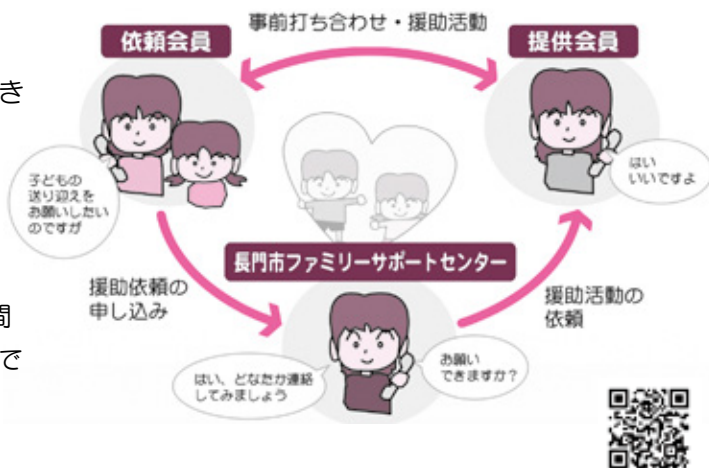 事前打ち合わせ・援助活動
依頼会員
提供会員
き
子どもの
送り迎えを
お願いしたい
のですが
はい
いいですよ
長門市ファミリーサポートセンター
援助依頼の
申し込み
援助活動の
依頼
間
で
はい、どなたか連絡
してみましょう
お願い
できますか？